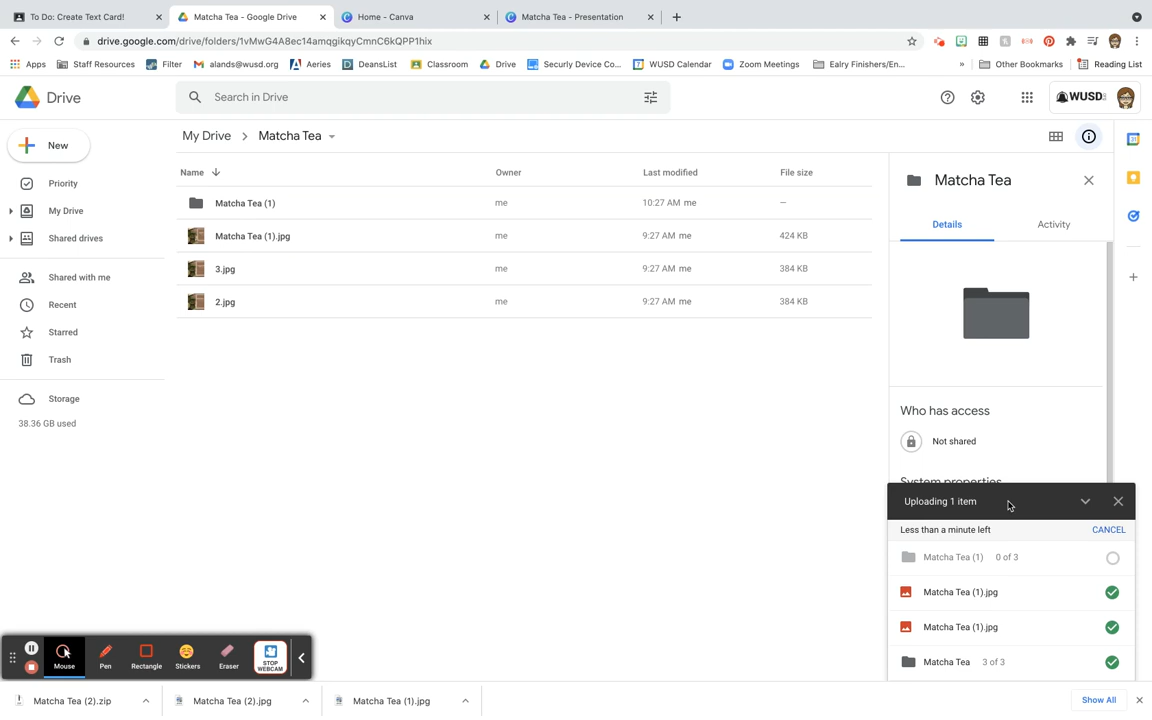 To Do: Create Text Card!
Matcha Tea - Google Drive
Home - Canva
Matcha Tea - Presentation
drive.google.com/drive/folders/1vMwG4A8ec14amqgikqyCmnC6kQPP1hix
Apps
Staff Resources
Filter
alands@wusd.org
Aeries
DeansList
Classroom
Drive
Securly Device Co...
WUSD Calendar
Zoom Meetings
Ealry Finishers/En...
»
Other Bookmarks
Reading List
Drive
Search in Drive
WUSD
New
My Drive > Matcha Tea
Priority
My Drive
Shared drives
Shared with me
Recent
Starred
Trash
Storage
38.36 GB used
Name
Owner
Last modified
File size
Matcha Tea (1)
me
10:27 AM me
—
Matcha Tea (1).jpg
me
9:27 AM me
424 KB
3.jpg
me
9:27 AM me
384 KB
2.jpg
me
9:27 AM me
384 KB
Matcha Tea
Details
Activity
Who has access
Not shared
System properties
Uploading 1 item
Less than a minute left
CANCEL
Matcha Tea (1) 0 of 3
Matcha Tea (1).jpg
Matcha Tea (1).jpg
Matcha Tea 3 of 3
Mouse
Pen
Rectangle
Stickers
Eraser
STOP
WEBCAM
Matcha Tea (2).zip
Matcha Tea (2).jpg
Matcha Tea (1).jpg
Show All